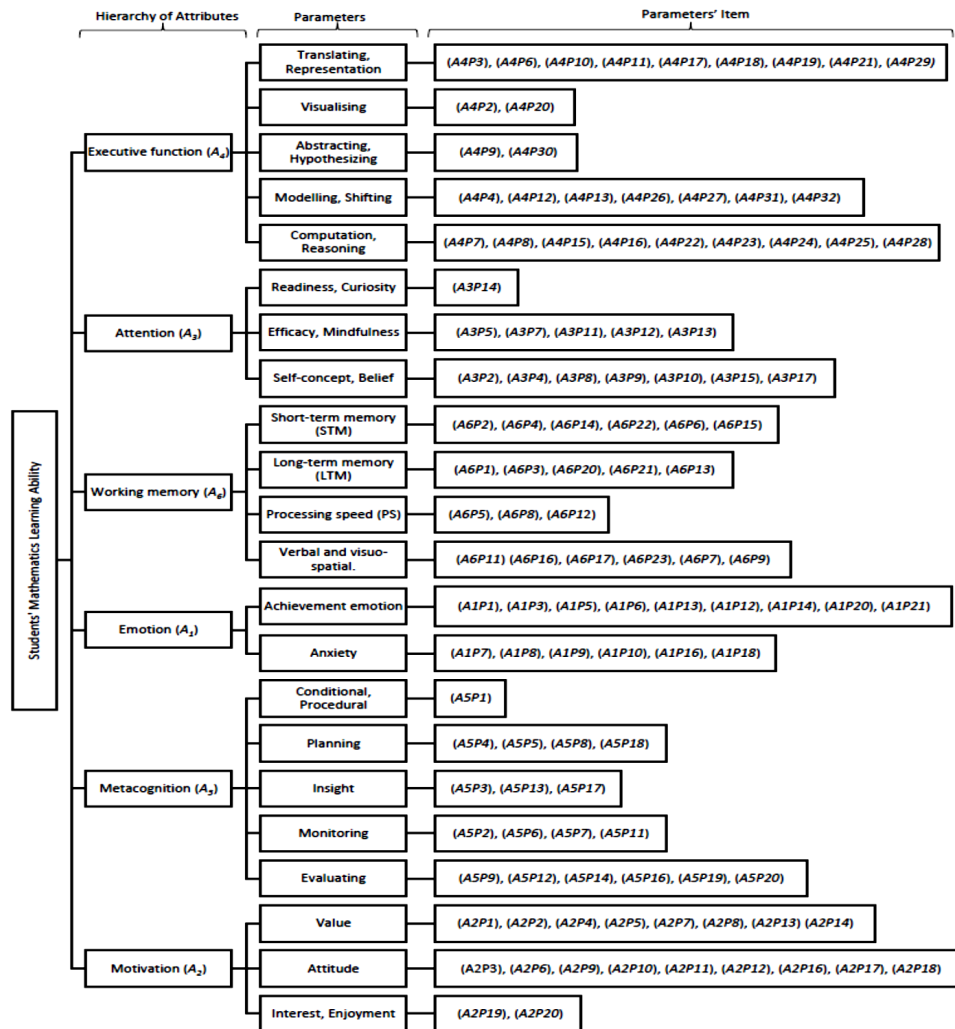 Hierarchy of Attributes Parameters Parameters' Item
Students' Mathematics Learning Ability
Executive function (A4)
Translating,
Representation
(A4P3), (A4P6), (A4P10), (A4P11), (A4P17), (A4P18), (A4P19), (A4P21), (A4P29)
Visualising
(A4P2), (A4P20)
Abstracting,
Hypothesizing
(A4P9), (A4P30)
Modelling, Shifting
(A4P4), (A4P12), (A4P13), (A4P26), (A4P27), (A4P31), (A4P32)
Computation,
Reasoning
(A4P7), (A4P8), (A4P15), (A4P16), (A4P22), (A4P23), (A4P24), (A4P25), (A4P28)
Attention (A3)
Readiness, Curiosity
(A3P14)
Efficacy, Mindfulness
(A3P5), (A3P7), (A3P11), (A3P12), (A3P13)
Self-concept, Belief
(A3P2), (A3P4), (A3P8), (A3P9), (A3P10), (A3P15), (A3P17)
Working memory (A6)
Short-term memory
(STM)
(A6P2), (A6P4), (A6P14), (A6P22), (A6P6), (A6P15)
Long-term memory
(LTM)
(A6P1), (A6P3), (A6P20), (A6P21), (A6P13)
Processing speed (PS)
(A6P5), (A6P8), (A6P12)
Verbal and visuo-
spatial.
(A6P11) (A6P16), (A6P17), (A6P23), (A6P7), (A6P9)
Emotion (A1)
Achievement emotion
(A1P1), (A1P3), (A1P5), (A1P6), (A1P13), (A1P12), (A1P14), (A1P20), (A1P21)
Anxiety
(A1P7), (A1P8), (A1P9), (A1P10), (A1P16), (A1P18)
Metacognition (A5)
Conditional,
Procedural
(A5P1)
Planning
(A5P4), (A5P5), (A5P8), (A5P18)
Insight
(A5P3), (A5P13), (A5P17)
Monitoring
(A5P2), (A5P6), (A5P7), (A5P11)
Evaluating
(A5P9), (A5P12), (A5P14), (A5P16), (A5P19), (A5P20)
Motivation (A2)
Value
(A2P1), (A2P2), (A2P4), (A2P5), (A2P7), (A2P8), (A2P13) (A2P14)
Attitude
(A2P3), (A2P6), (A2P9), (A2P10), (A2P11), (A2P12), (A2P16), (A2P17), (A2P18)
Interest, Enjoyment
(A2P19), (A2P20)